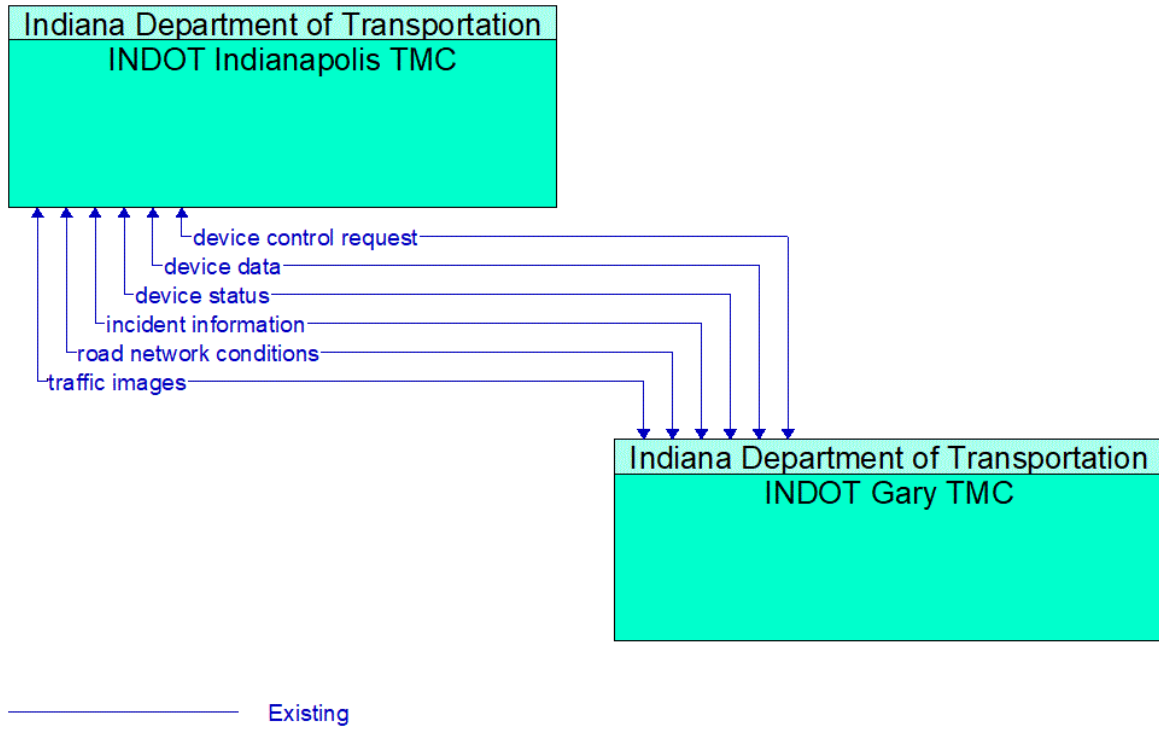 Indiana Department of Transportation
INDOT Indianapolis TMC
device control request
device data
device status
incident information
road network conditions
traffic images
Indiana Department of Transportation
INDOT Gary TMC
Existing